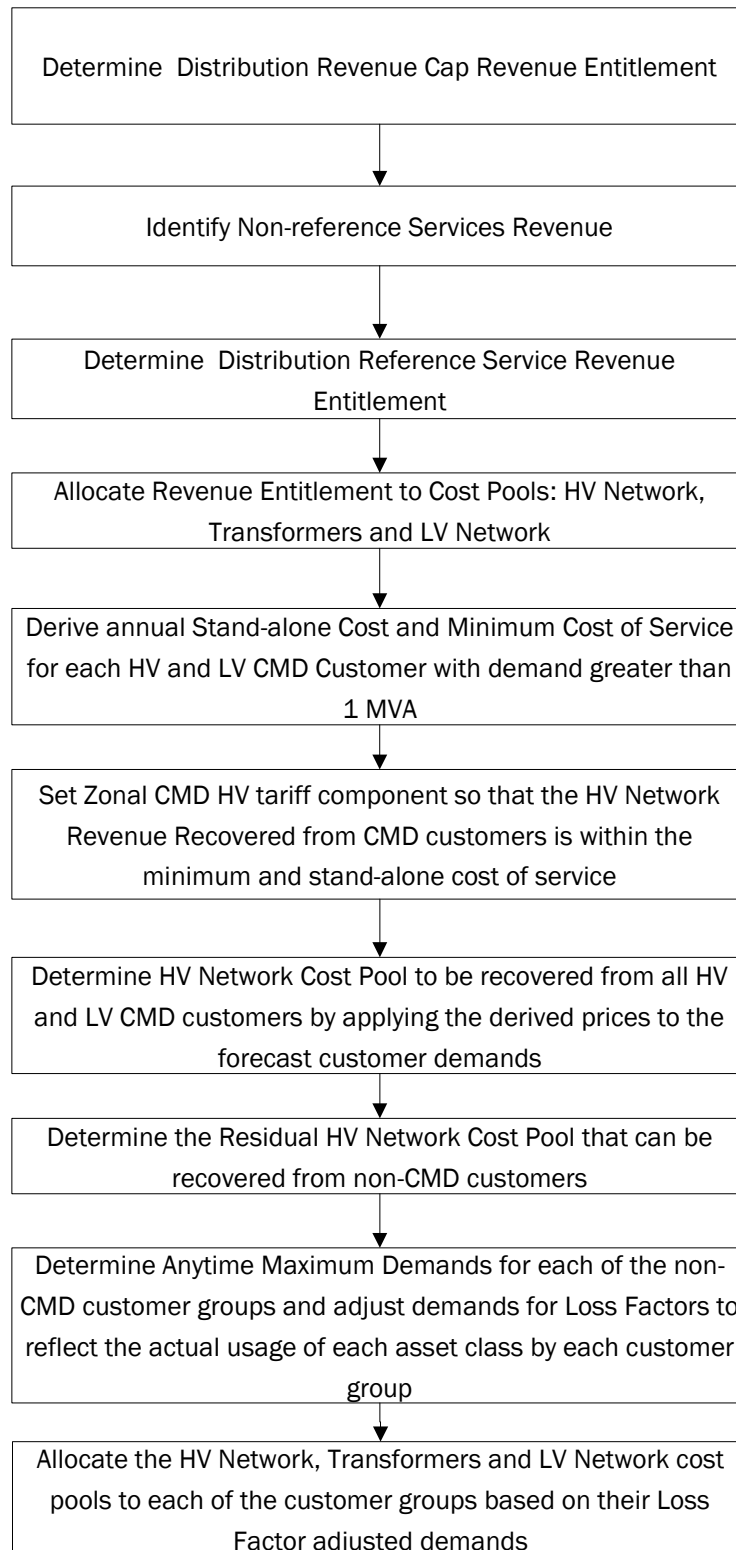 Determine  Distribution Revenue Cap Revenue Entitlement
Identify Non-reference Services Revenue
Determine  Distribution Reference Service Revenue
Entitlement
Allocate Revenue Entitlement to Cost Pools: HV Network,
Transformers and LV Network
Derive annual Stand-alone Cost and Minimum Cost of Service
for each HV and LV CMD Customer with demand greater than
1 MVA
Set Zonal CMD HV tariff component so that the HV Network
Revenue Recovered from CMD customers is within the
minimum and stand-alone cost of service
Determine HV Network Cost Pool to be recovered from all HV
and LV CMD customers by applying the derived prices to the
forecast customer demands
Determine the Residual HV Network Cost Pool that can be
recovered from non-CMD customers
Determine Anytime Maximum Demands for each of the non-
CMD customer groups and adjust demands for Loss Factors to
reflect the actual usage of each asset class by each customer
group
Allocate the HV Network, Transformers and LV Network cost
pools to each of the customer groups based on their Loss
Factor adjusted demands